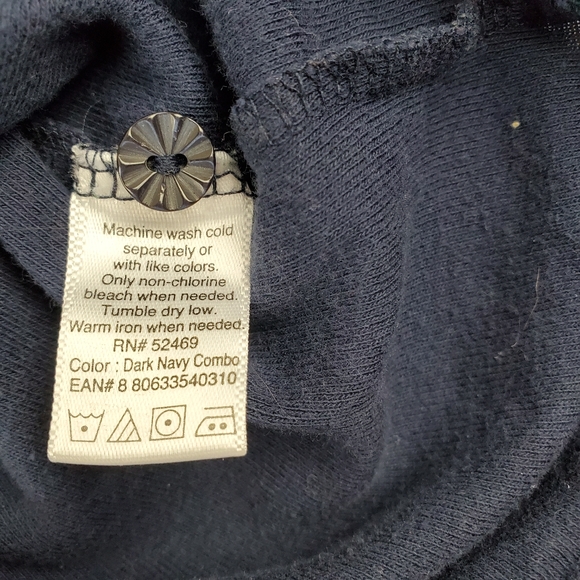 Machine wash cold
separately or
with like colors.
Only non-chlorine
bleach when needed.
Tumble dry low.
Warm iron when needed.
RN# 52469
Color : Dark Navy Combo
EAN# 8 80633540310